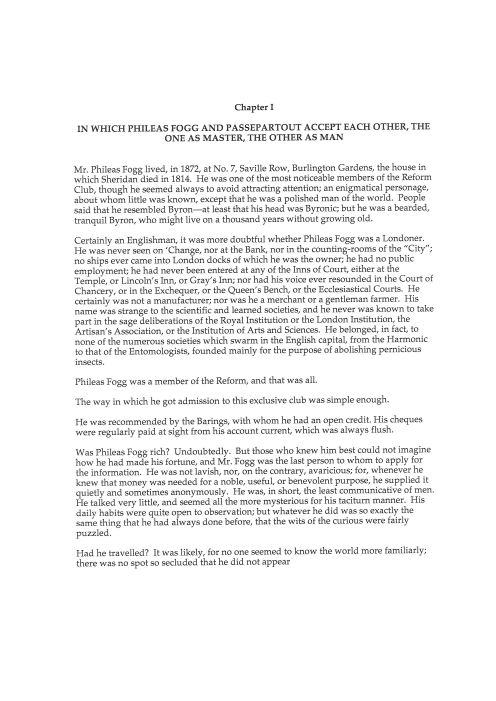 Chapter I
IN WHICH PHILEAS FOGG AND PASSEPARTOUT ACCEPT EACH OTHER, THE
ONE AS MASTER, THE OTHER AS MAN
Mr. Phileas Fogg lived, in 1872, at No. 7, Saville Row, Burlington Gardens, the house in
which Sheridan died in 1814. He was one of the most noticeable members of the Reform
Club, though he seemed always to avoid attracting attention; an enigmatical personage,
about whom little was known, except that he was a polished man of the world. People
said that he resembled Byron—at least that his head was Byronic; but he was a bearded,
tranquil Byron, who might live on a thousand years without growing old.
Certainly an Englishman, it was more doubtful whether Phileas Fogg was a Londoner.
He was never seen on 'Change, nor at the Bank, nor in the counting-rooms of the "City";
no ships ever came into London docks of which he was the owner; he had no public
employment; he had never been entered at any of the Inns of Court, either at the
Temple, or Lincoln's Inn, or Gray's Inn; nor had his voice ever resounded in the Court of
Chancery, or in the Exchequer, or the Queen's Bench, or the Ecclesiastical Courts. He
certainly was not a manufacturer; nor was he a merchant or a gentleman farmer. His
name was strange to the scientific and learned societies, and he never was known to take
part in the sage deliberations of the Royal Institution or the London Institution, the
Artisan's Association, or the Institution of Arts and Sciences. He belonged, in fact, to
none of the numerous societies which swarm in the English capital, from the Harmonic
to that of the Entomologists, founded mainly for the purpose of abolishing pernicious
insects.
Phileas Fogg was a member of the Reform, and that was all.
The way in which he got admission to this exclusive club was simple enough.
He was recommended by the Barings, with whom he had an open credit. His cheques
were regularly paid at sight from his account current, which was always flush.
Was Phileas Fogg rich? Undoubtedly. But those who knew him best could not imagine
how he had made his fortune, and Mr. Fogg was the last person to whom to apply for
the information. He was not lavish, nor, on the contrary, avaricious; for, whenever he
knew that money was needed for a noble, useful, or benevolent purpose, he supplied it
quietly and sometimes anonymously. He was, in short, the least communicative of men.
He talked very little, and seemed all the more mysterious for his taciturn manner. His
daily habits were quite open to observation; but whatever he did was so exactly the
same thing that he had always done before, that the wits of the curious were fairly
puzzled.
Had he travelled? It was likely, for no one seemed to know the world more familiarly;
there was no spot so secluded that he did not appear